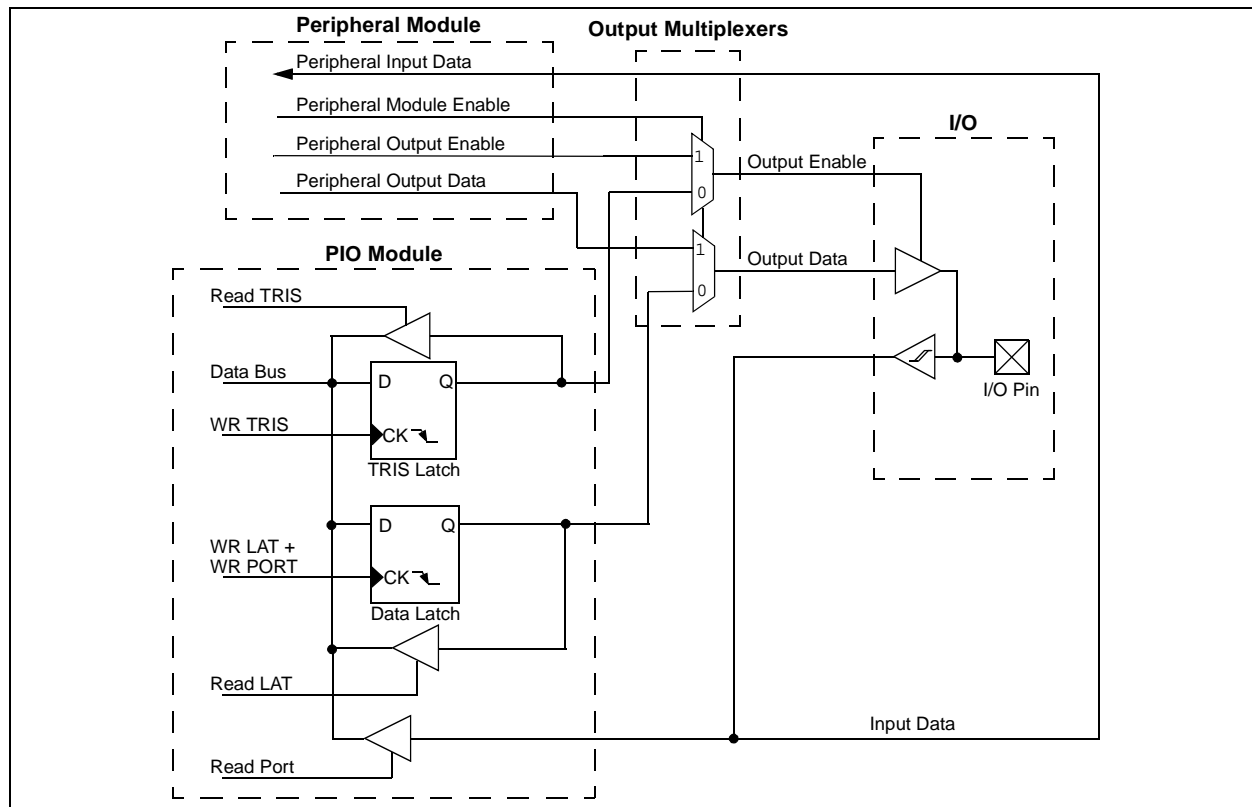 Peripheral Module
Output Multiplexers
Peripheral Input Data
Peripheral Module Enable
Peripheral Output Enable
Peripheral Output Data
1
0
Output Enable
I/O
1
0
Output Data
I/O Pin
PIO Module
Read TRIS
Data Bus
D
Q
WR TRIS
CK
TRIS Latch
D
Q
WR LAT +
WR PORT
CK
Data Latch
Read LAT
Input Data
Read Port